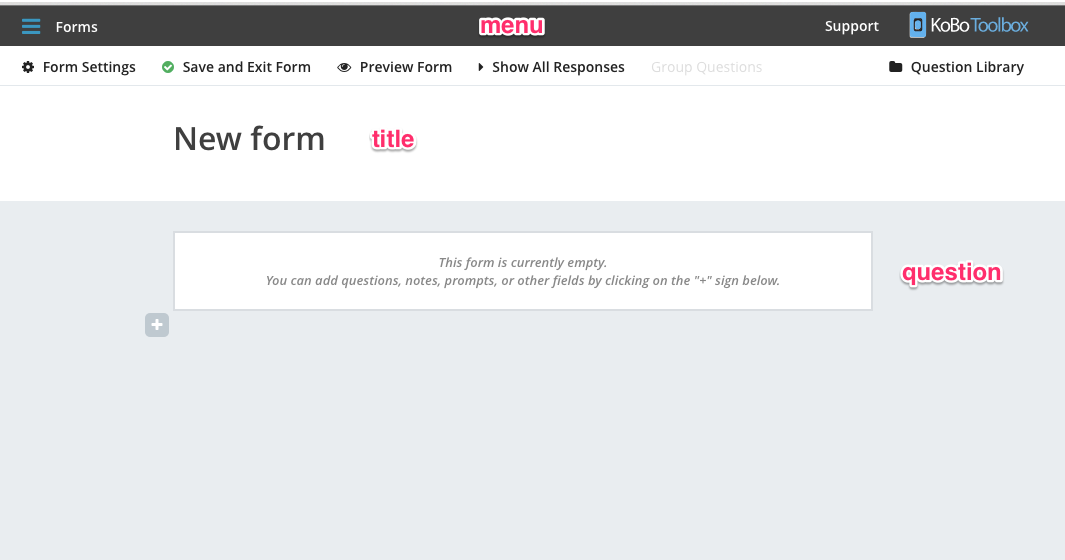 Forms menu Support KoBoToolbox
Form Settings Save and Exit Form Preview Form Show All Responses Group Questions Question Library
New form title
This form is currently empty.
You can add questions, notes, prompts, or other fields by clicking on the "+" sign below.
question
+